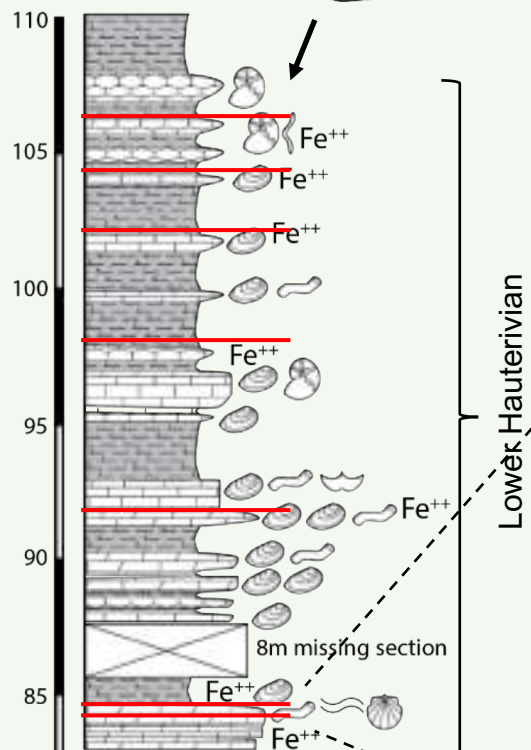 110
105
Fe++
Fe++
Fe++
100
Fe++
95
Fe++
90
8m missing section
85
Fe++
Fe++
Lower Hauterivian